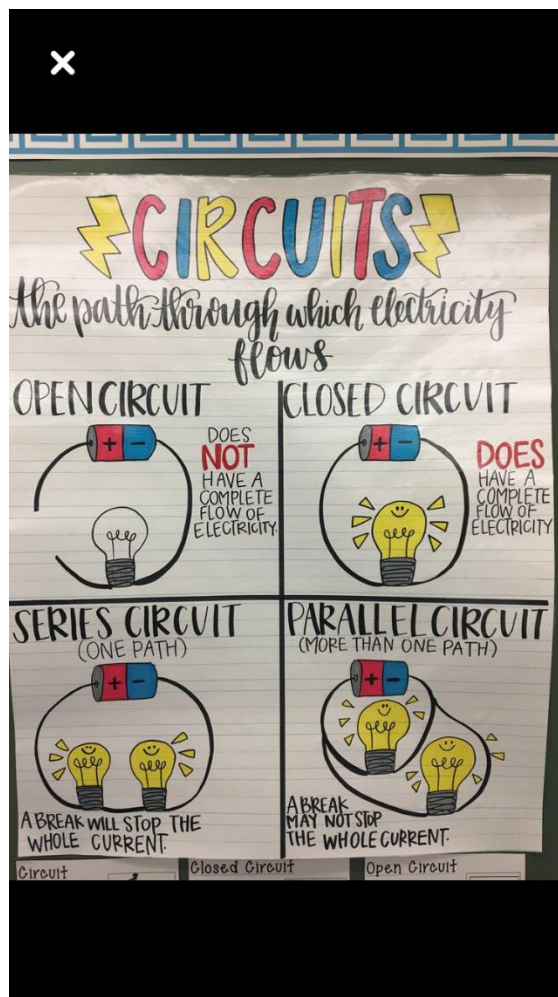 CIRCUITS
the path through which electricity
flows
OPEN CIRCUIT
+ -
DOES
NOT
HAVE A
COMPLETE
FLOW OF
ELECTRICITY.
CLOSED CIRCUIT
+ -
DOES
HAVE A
COMPLETE
FLOW OF
ELECTRICITY
SERIES CIRCUIT
(ONE PATH)
+ -
A BREAK WILL STOP THE
WHOLE CURRENT.
PARALLEL CIRCUIT
(MORE THAN ONE PATH)
+ -
A BREAK
MAY NOT STOP
THE WHOLE CURRENT.
Circuit
Closed Circuit
Open Circuit